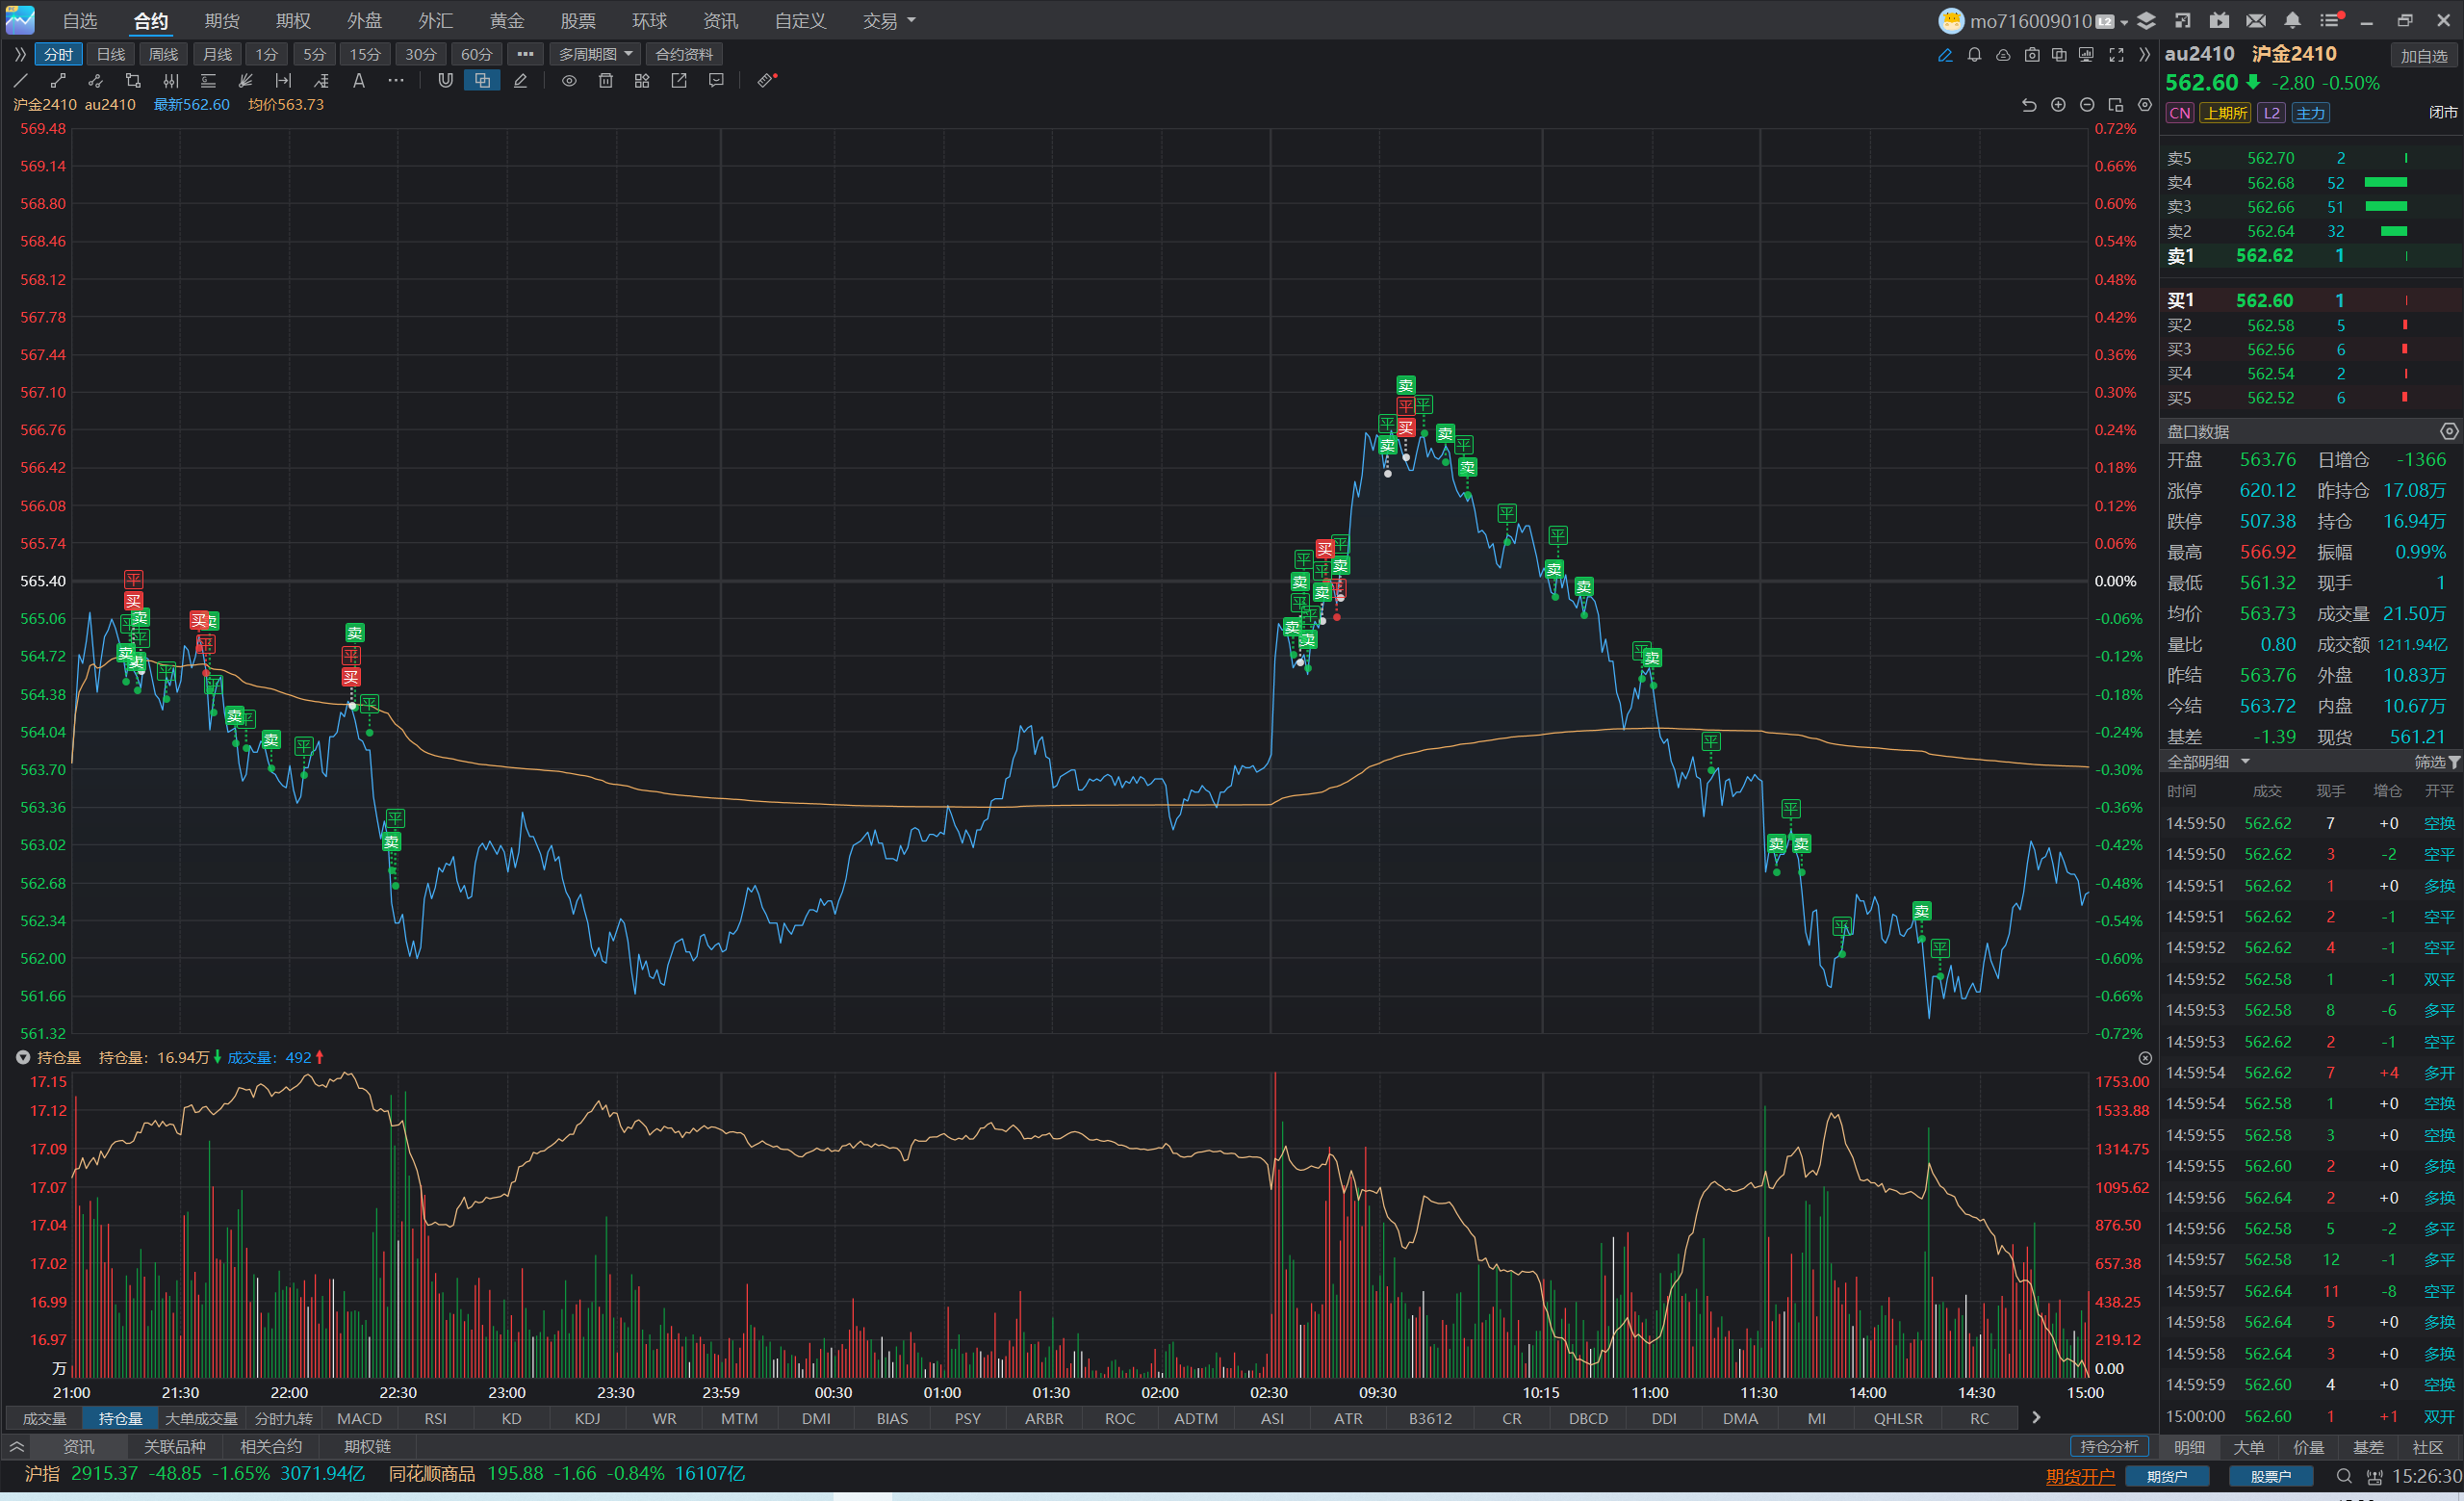 自选 合约 期货 期权 外盘 外汇 黄金 股票 环球 资讯 自定义 交易 mo716009010 L2
分时 日线 周线 月线 1分 5分 15分 30分 60分 ••• 多周期图 合约资料
沪金2410 au2410 最新562.60 均价563.73
569.48 0.72%
569.14 0.66%
568.80 0.60%
568.46 0.54%
568.12 0.48%
567.78 0.42%
567.44 0.36%
567.10 0.30%
566.76 0.24%
566.42 0.18%
566.08 0.12%
565.74 0.06%
565.40 0.00%
565.06 -0.06%
564.72 -0.12%
564.38 -0.18%
564.04 -0.24%
563.70 -0.30%
563.36 -0.36%
563.02 -0.42%
562.68 -0.48%
562.34 -0.54%
562.00 -0.60%
561.66 -0.66%
561.32 -0.72%
持仓量 持仓量: 16.94万 成交量: 492
17.15 1753.00
17.12 1533.88
17.09 1314.75
17.07 1095.62
17.04 876.50
17.02 657.38
16.99 438.25
16.97 219.12
万 0.00
21:00 21:30 22:00 22:30 23:00 23:30 23:59 00:30 01:00 01:30 02:00 02:30 09:30 10:15 11:00 11:30 14:00 14:30 15:00
成交量 持仓量 大单成交量 分时九转 MACD RSI KD KDJ WR MTM DMI BIAS PSY ARBR ROC ADTM ASI ATR B3612 CR DBCD DDI DMA MI QHLSR RC
资讯 关联品种 相关合约 期权链 持仓分析
au2410 沪金2410 加自选
562.60 -2.80 -0.50%
CN 上期所 L2 主力 闭市
卖5 562.70 2
卖4 562.68 52
卖3 562.66 51
卖2 562.64 32
卖1 562.62 1
买1 562.60 1
买2 562.58 5
买3 562.56 6
买4 562.54 2
买5 562.52 6
盘口数据
开盘 563.76 日增仓 -1366
涨停 620.12 昨持仓 17.08万
跌停 507.38 持仓 16.94万
最高 566.92 振幅 0.99%
最低 561.32 现手 1
均价 563.73 成交量 21.50万
量比 0.80 成交额 1211.94亿
昨结 563.76 外盘 10.83万
今结 563.72 内盘 10.67万
基差 -1.39 现货 561.21
全部明细 筛选
时间 成交 现手 增仓 开平
14:59:50 562.62 7 +0 空换
14:59:50 562.62 3 -2 空平
14:59:51 562.62 1 +0 多换
14:59:51 562.62 2 -1 空平
14:59:52 562.62 4 -1 空平
14:59:52 562.58 1 -1 双平
14:59:53 562.58 8 -6 多平
14:59:53 562.62 2 -1 空平
14:59:54 562.62 7 +4 多开
14:59:54 562.58 1 +0 空换
14:59:55 562.58 3 +0 空换
14:59:55 562.60 2 +0 多换
14:59:56 562.64 2 +0 多换
14:59:56 562.58 5 -2 多平
14:59:57 562.58 12 -1 多平
14:59:57 562.64 11 -8 空平
14:59:58 562.64 5 +0 多换
14:59:58 562.64 3 +0 多换
14:59:59 562.60 4 +0 空换
15:00:00 562.60 1 +1 双开
明细 大单 价量 基差 社区
沪指 2915.37 -48.85 -1.65% 3071.94亿 同花顺商品 195.88 -1.66 -0.84% 16107亿 期货开户 期货户 股票户 15:26:30